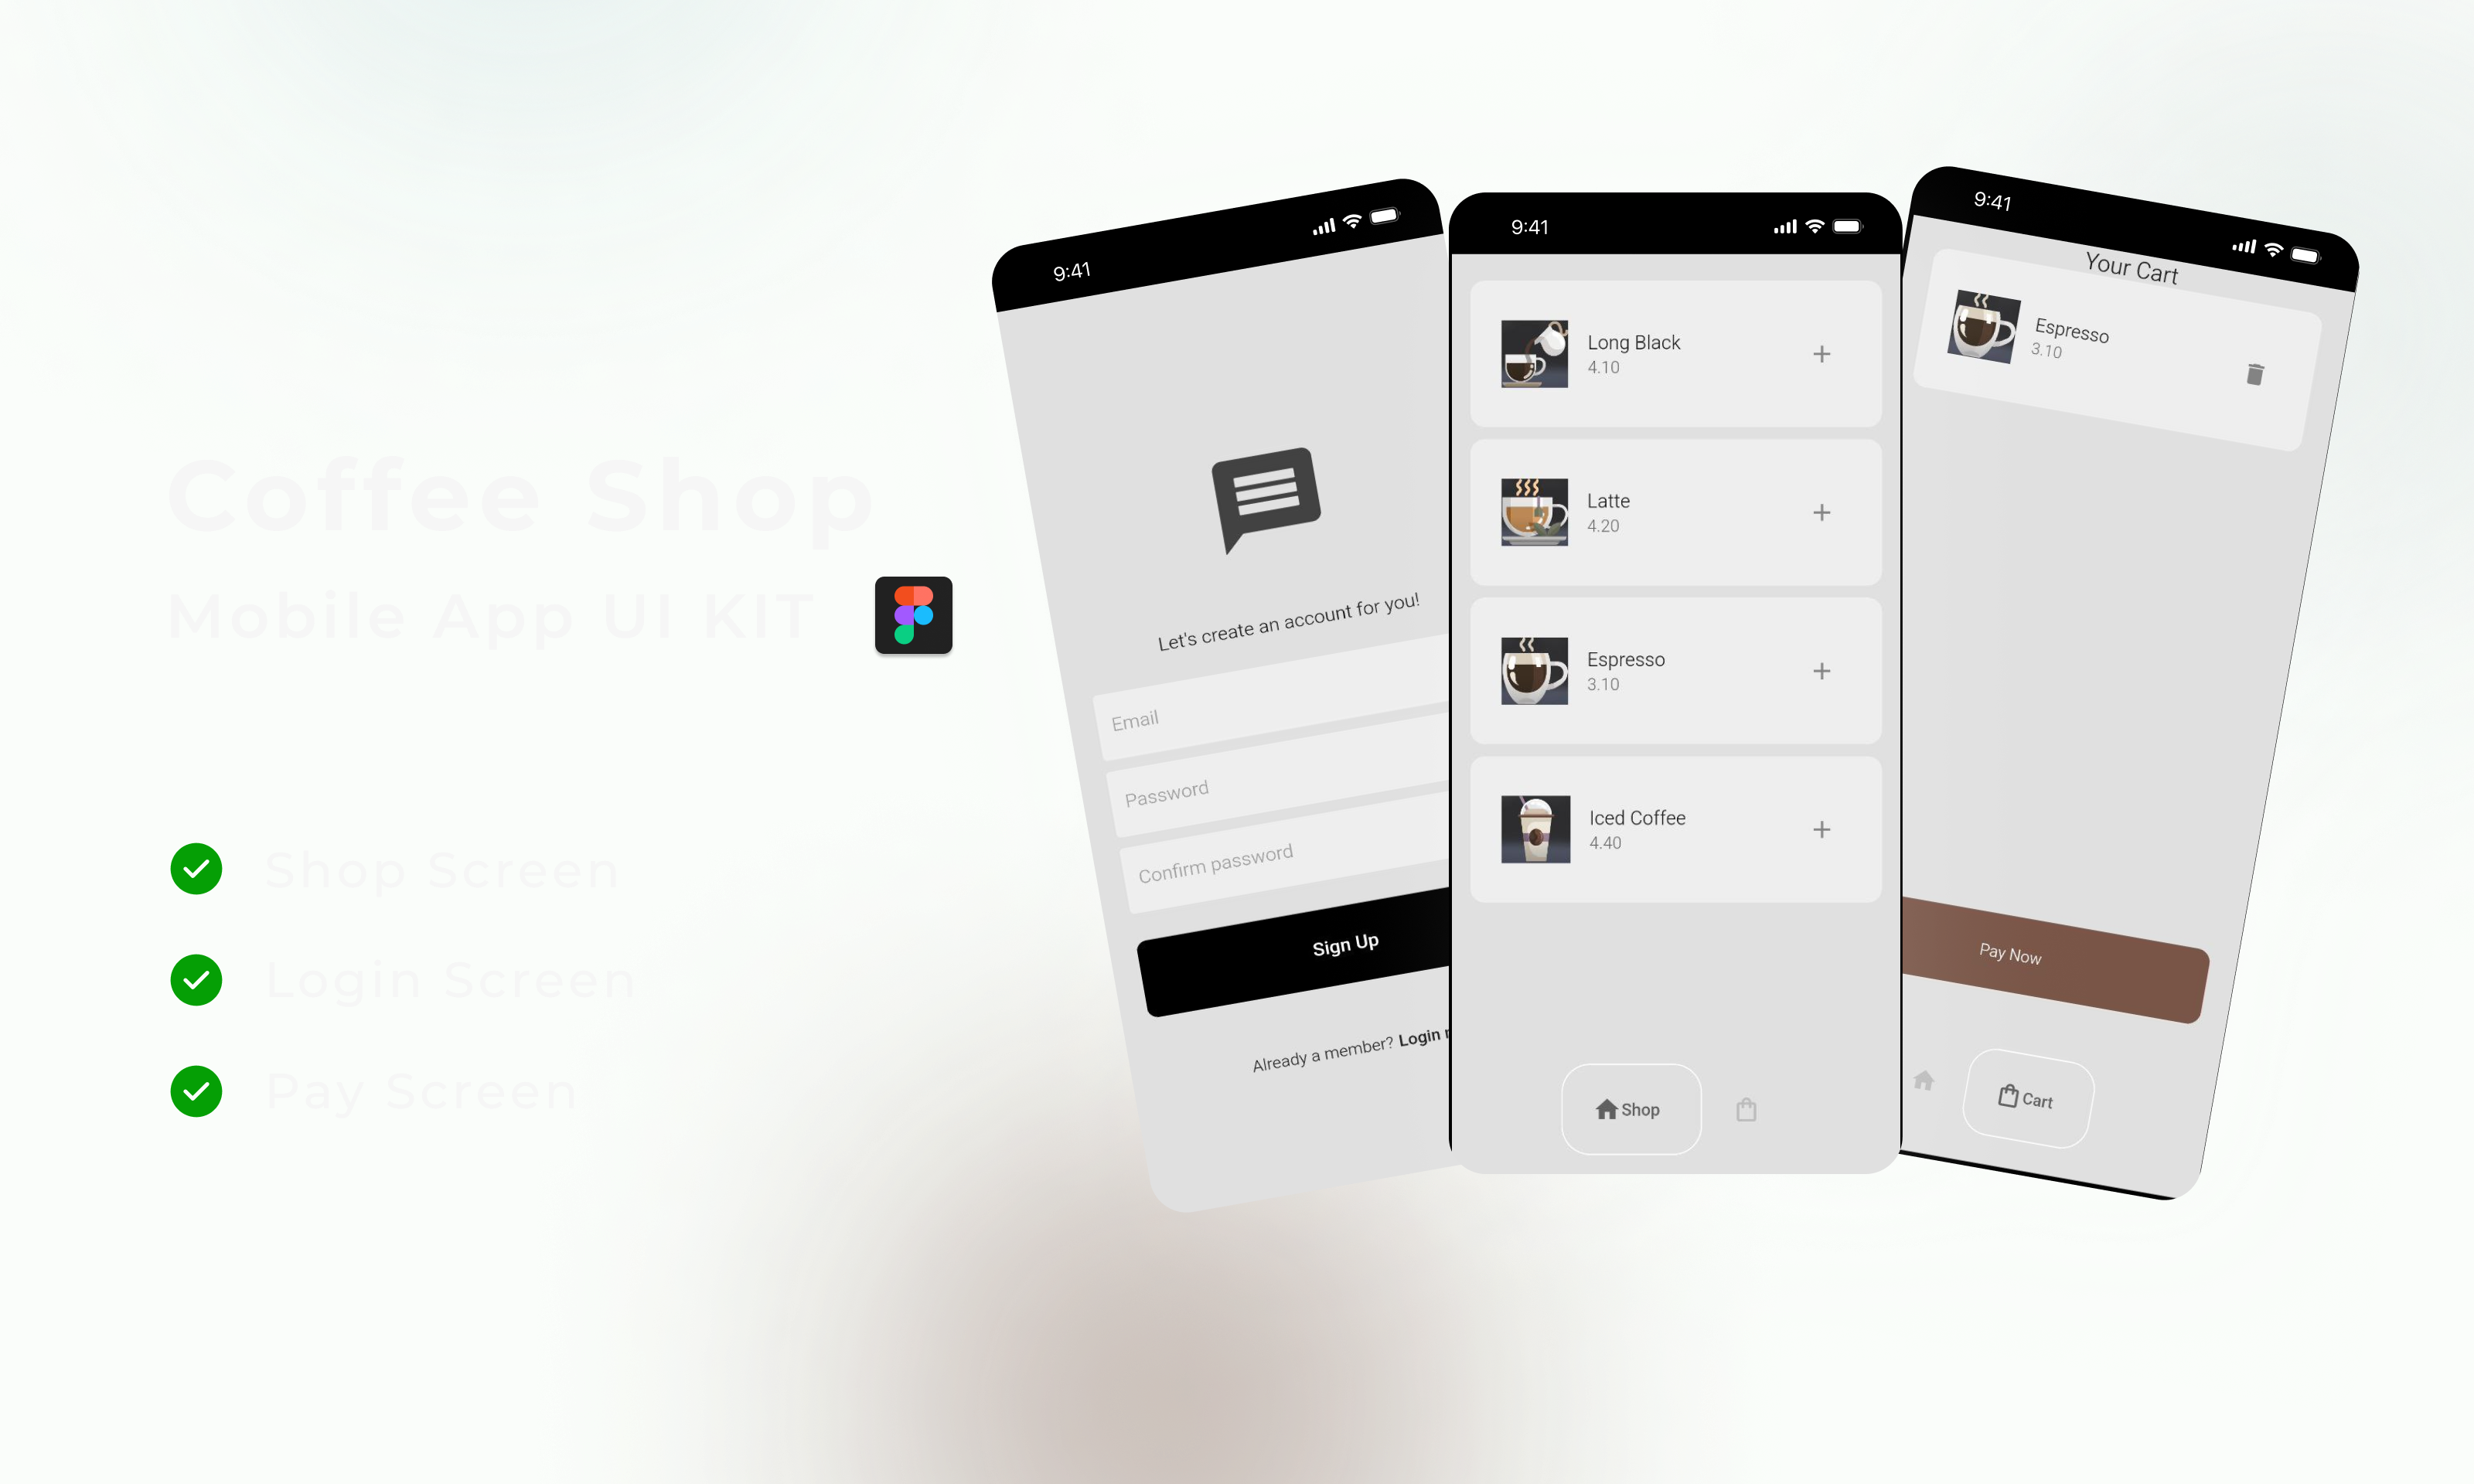 Coffee Shop
Mobile App UI KIT
Shop Screen
Login Screen
Pay Screen
9:41
Let's create an account for you!
Email
Password
Confirm password
Sign Up
Already a member? Login
9:41
Long Black
4.10
Latte
4.20
Espresso
3.10
Iced Coffee
4.40
Shop
9:41
Your Cart
Espresso
3.10
Pay Now
Cart